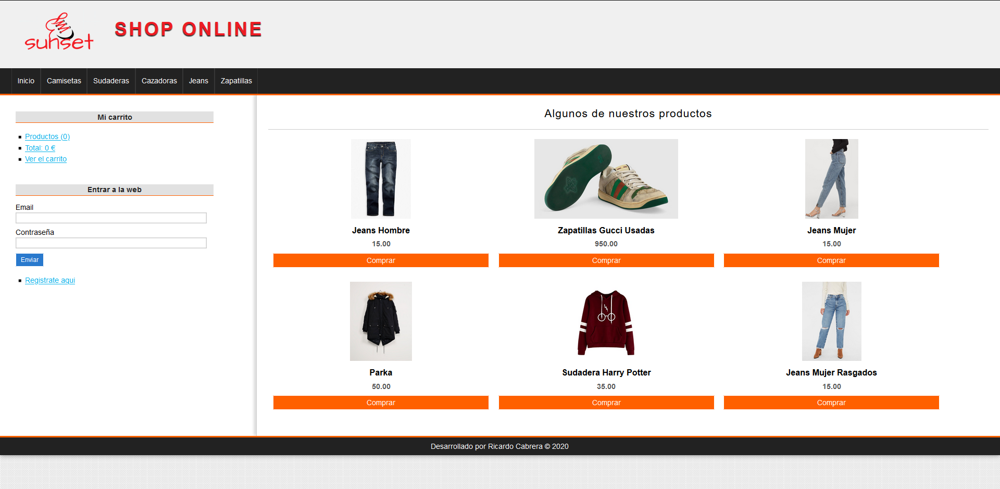 sunset
SHOP ONLINE
Inicio Camisetas Sudaderas Cazadoras Jeans Zapatillas
Mi carrito
Productos (0)
Total: 0 €
Ver el carrito
Entrar a la web
Email
Contraseña
Enviar
Registrate aqui
Algunos de nuestros productos
Jeans Hombre
15.00
Comprar
Zapatillas Gucci Usadas
950.00
Comprar
Jeans Mujer
15.00
Comprar
Parka
50.00
Comprar
Sudadera Harry Potter
35.00
Comprar
Jeans Mujer Rasgados
15.00
Comprar
Desarrollado por Ricardo Cabrera © 2020